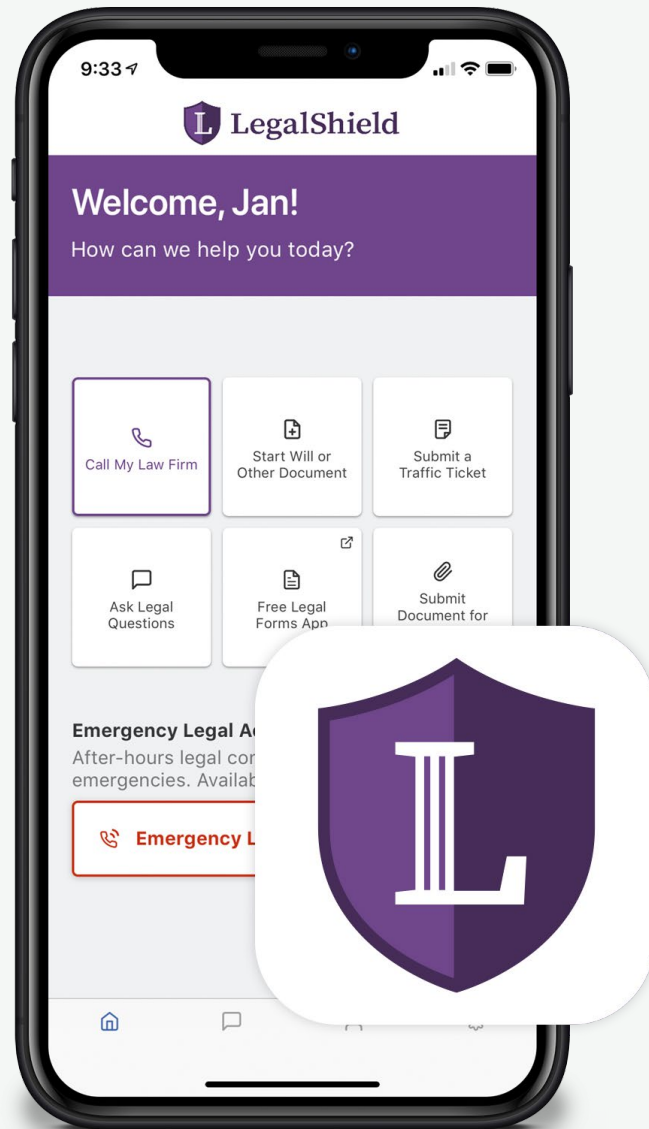 9:33
LegalShield
Welcome, Jan!
How can we help you today?
Call My Law Firm
Start Will or
Other Document
Submit a
Traffic Ticket
Ask Legal
Questions
Free Legal
Forms App
Submit
Document for
Emergency Legal
After-hours legal
emergencies.
Emergency
L